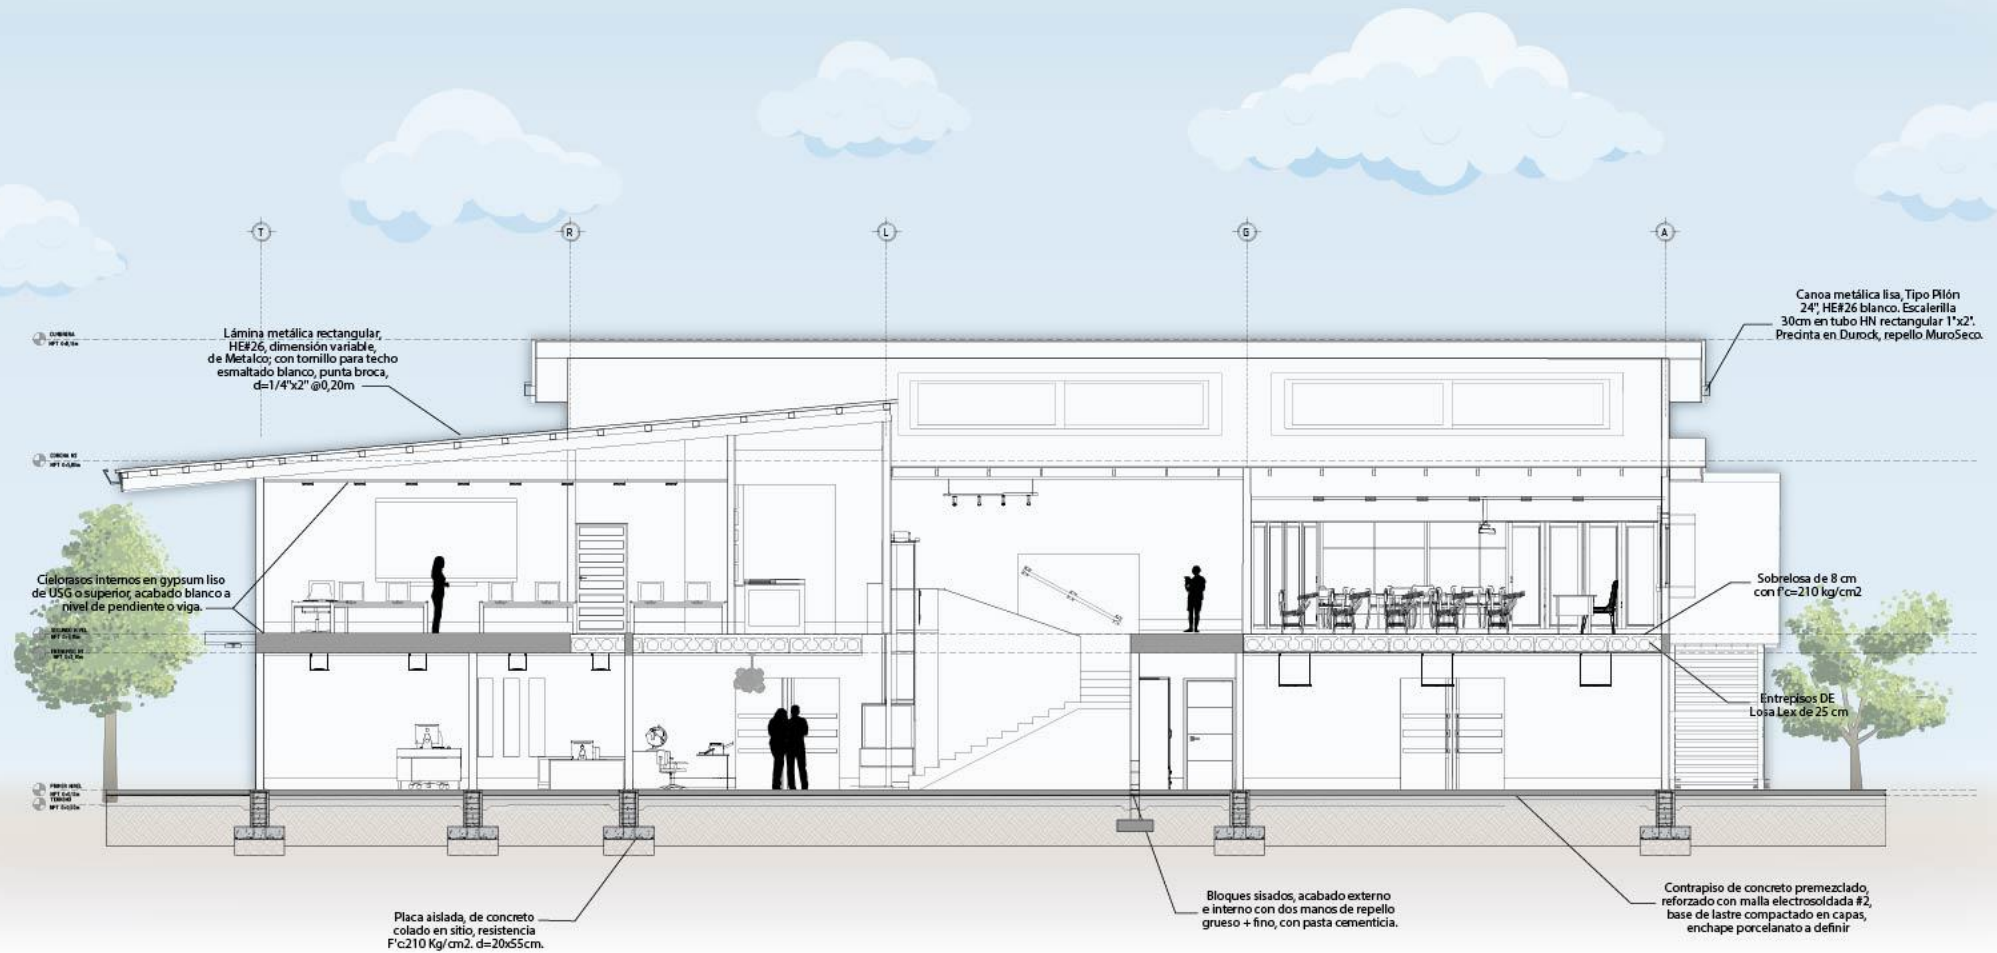 T
R
L
G
A
Canoa metálica lisa, Tipo Pilón
24", HE#26 blanco. Escalerilla
30cm en tubo HN rectangular 1"x2".
Precinta en Durock, repello MuroSeco.
Lámina metálica rectangular,
HE#26, dimensión variable,
de Metalco; con tornillo para techo
esmaltado blanco, punta broca,
d=1/4"x2" @0,20m
CUMBRERA
Cielorasos internos en gypsum liso
de USG o superior, acabado blanco a
nivel de pendiente o viga.
Sobrelosa de 8 cm
con f'c=210 kg/cm2
Entrepisos DE
Losa Lex de 25 cm
PRIMER NIVEL
TERRENO
Placa aislada, de concreto
colado en sitio, resistencia
F'c:210 Kg/cm2. d=20x55cm.
Bloques sisados, acabado externo
e interno con dos manos de repello
grueso + fino, con pasta cementicia.
Contrapiso de concreto premezclado,
reforzado con malla electrosoldada #2,
base de lastre compactado en capas,
enchape porcelanato a definir